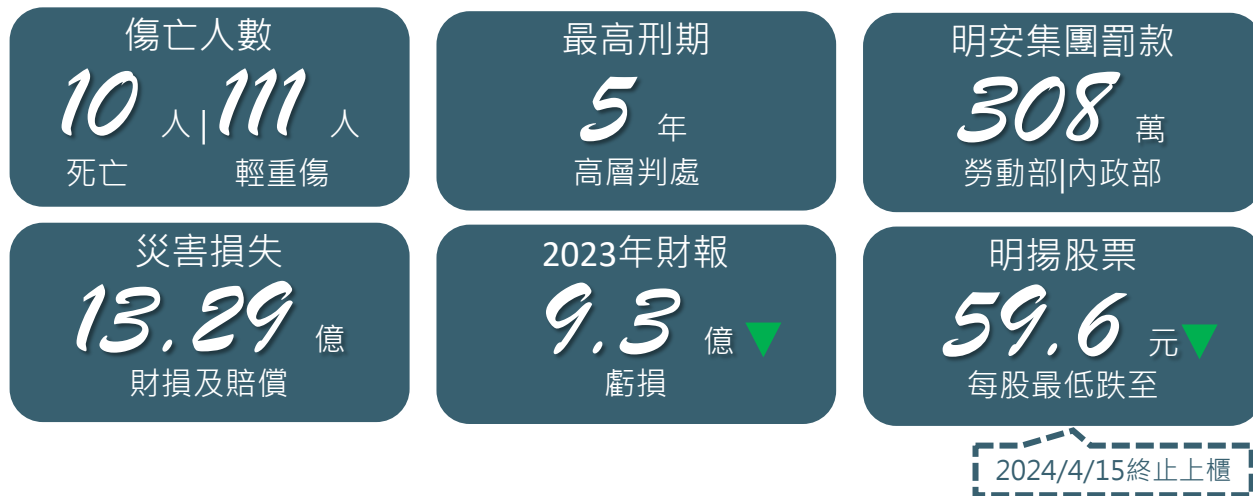 傷亡人數
10 人|111 人
死亡 輕重傷
最高刑期
5 年
高層判處
明安集團罰款
308 萬
勞動部|內政部
災害損失
13.29 億
財損及賠償
2023年財報
9.3 億
虧損
明揚股票
59.6 元
每股最低跌至
2024/4/15終止上櫃